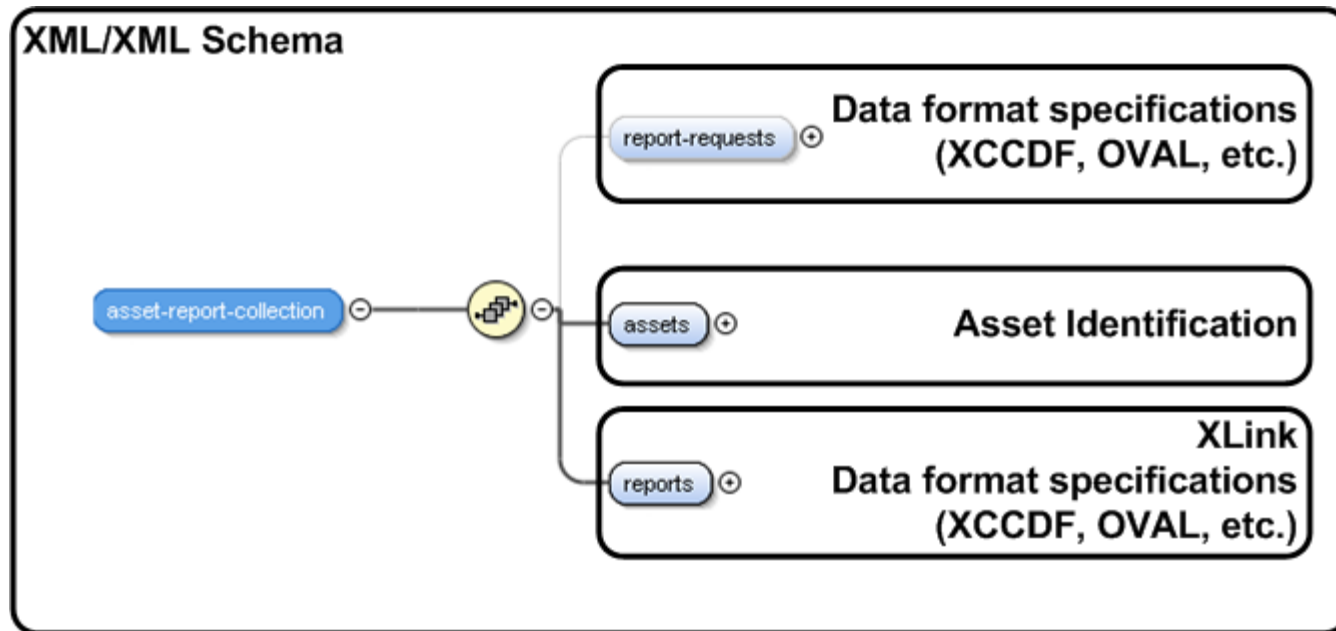 XML/XML Schema
report-requests
Data format specifications
(XCCDF, OVAL, etc.)
asset-report-collection
assets
Asset Identification
reports
XLink
Data format specifications
(XCCDF, OVAL, etc.)